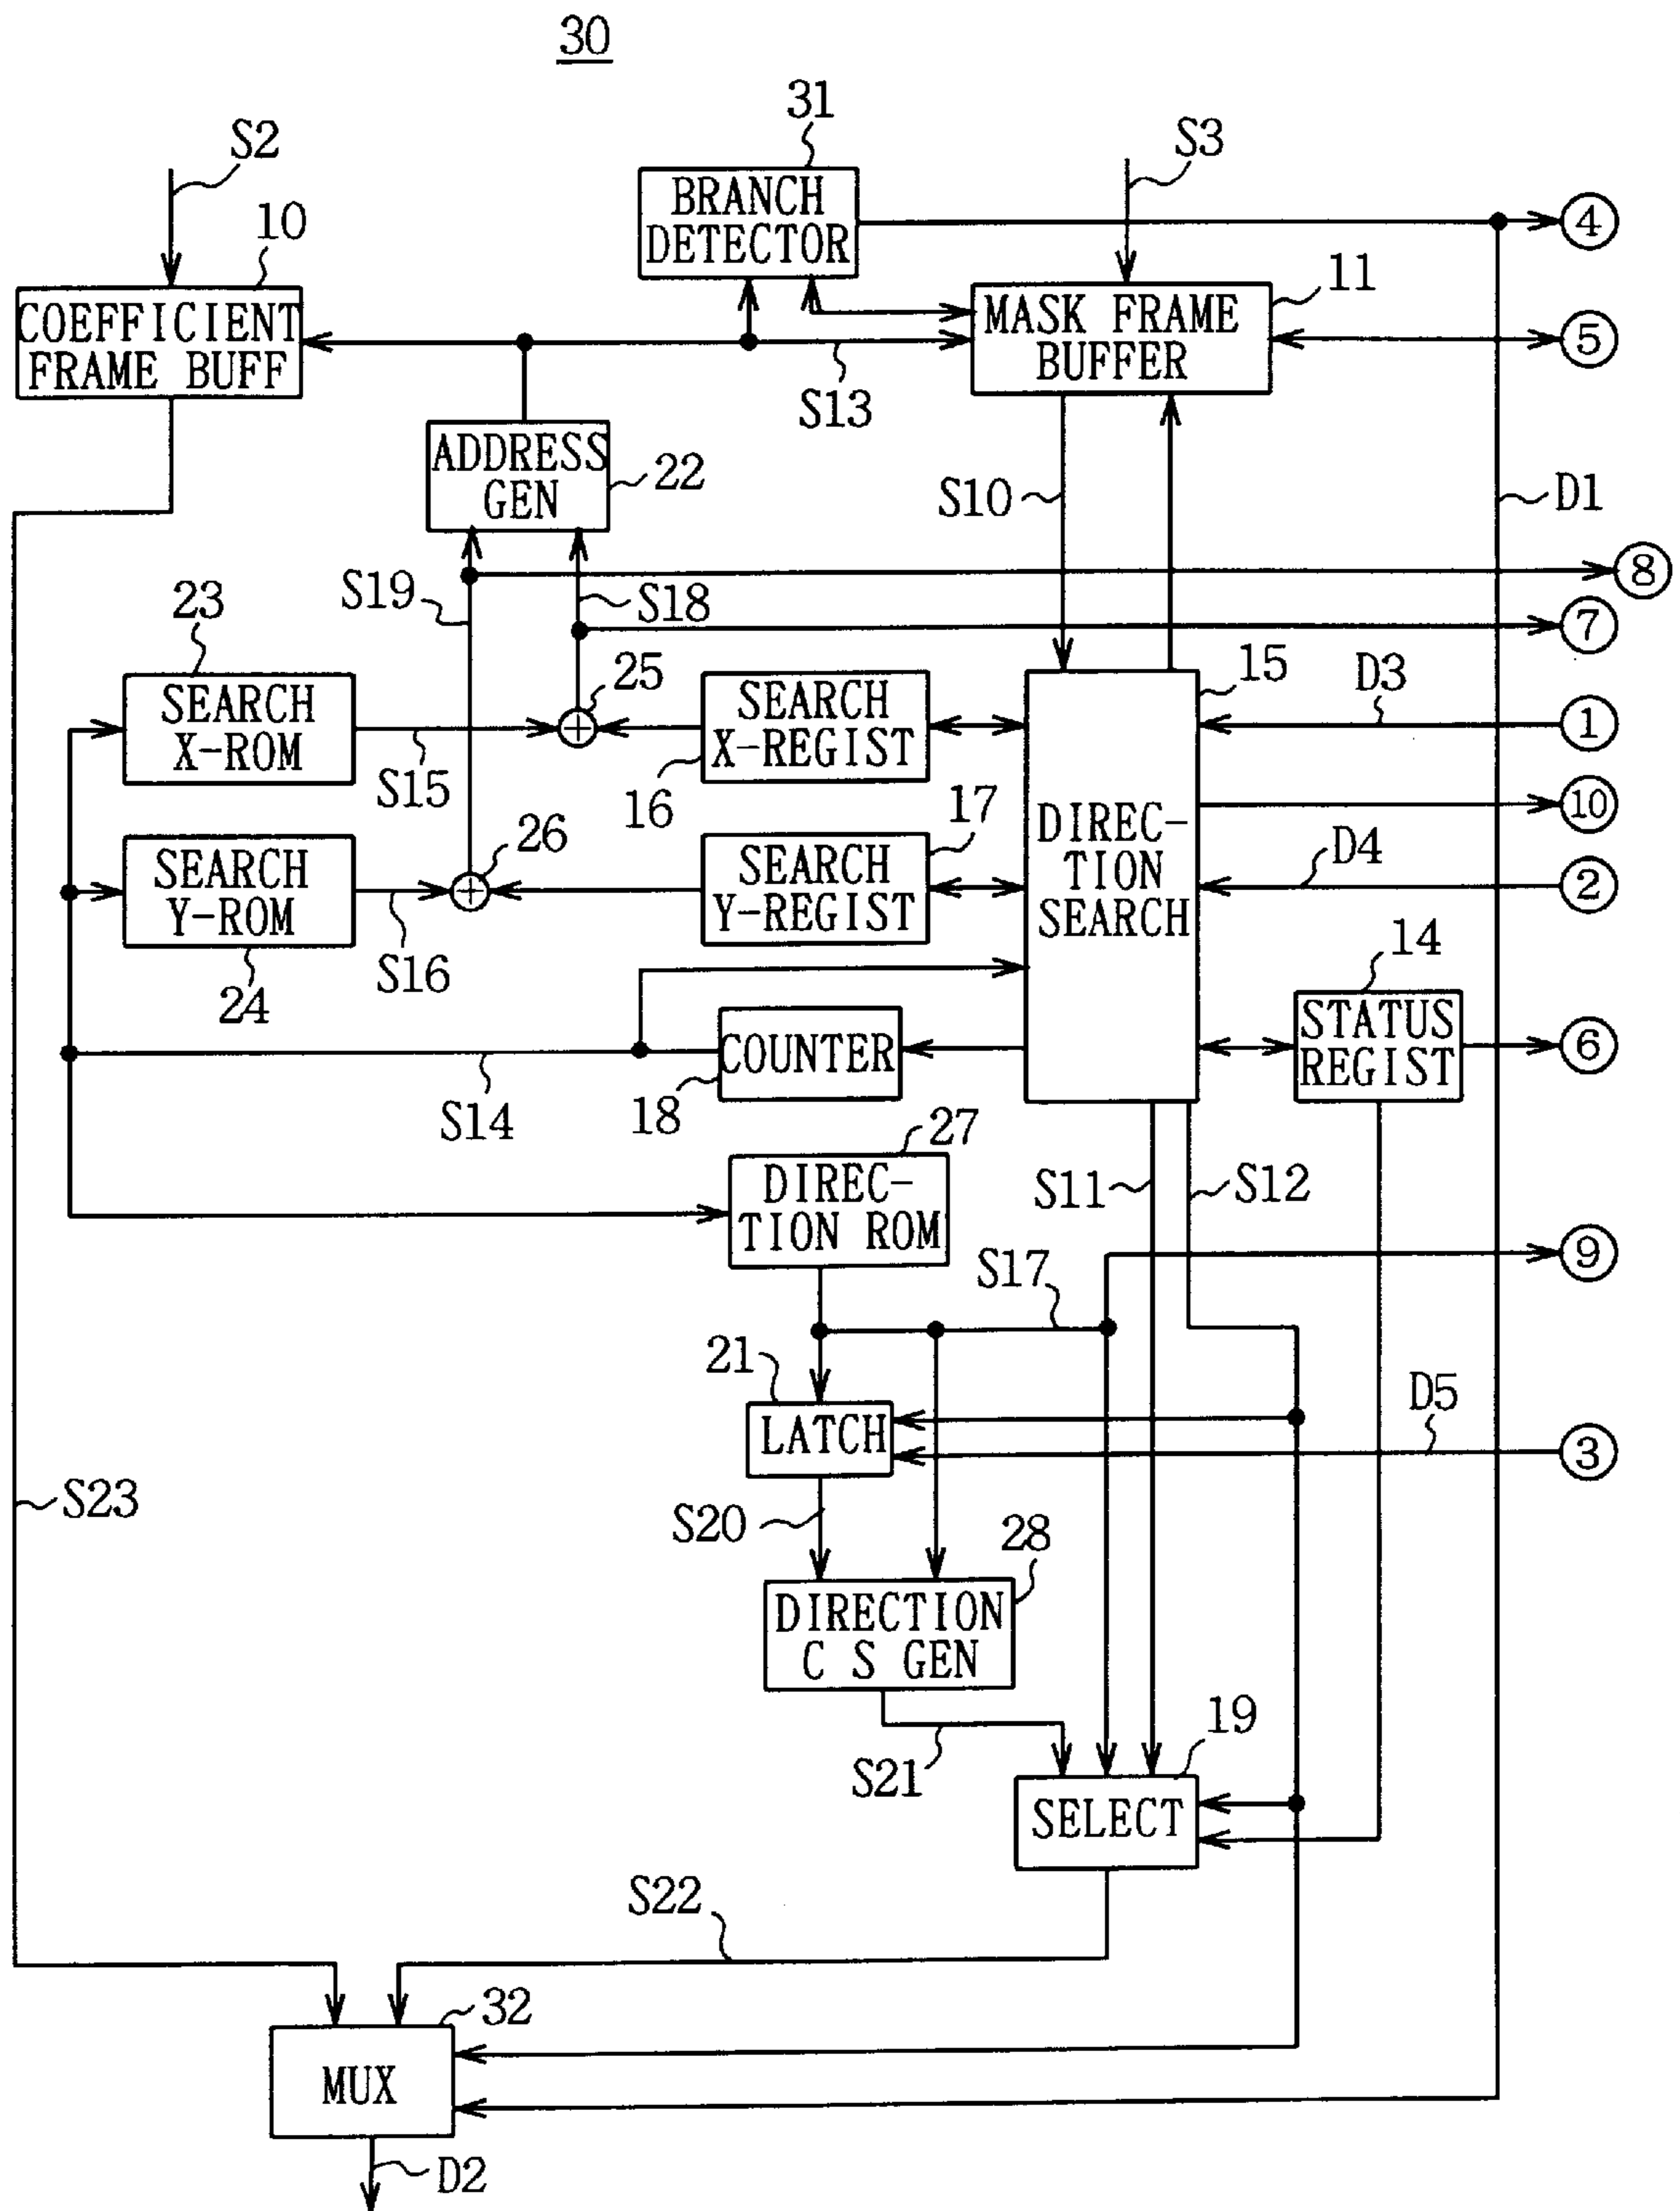 30
31
S2
S3
10
BRANCH
DETECTOR
4
11
COEFFICIENT
FRAME BUFF
MASK FRAME
BUFFER
5
S13
ADDRESS
GEN
22
S10
D1
8
S19
S18
7
23
25
15
D3
SEARCH
X-ROM
SEARCH
X-REGIST
1
S15
16
17
10
26
DIREC-
TION
SEARCH
D4
SEARCH
Y-ROM
SEARCH
Y-REGIST
2
S16
14
24
COUNTER
STATUS
REGIST
6
S14
18
27
S11
S12
DIREC-
TION ROM
9
S17
21
D5
LATCH
3
S23
S20
28
DIRECTION
C S GEN
19
S21
SELECT
S22
32
MUX
D2